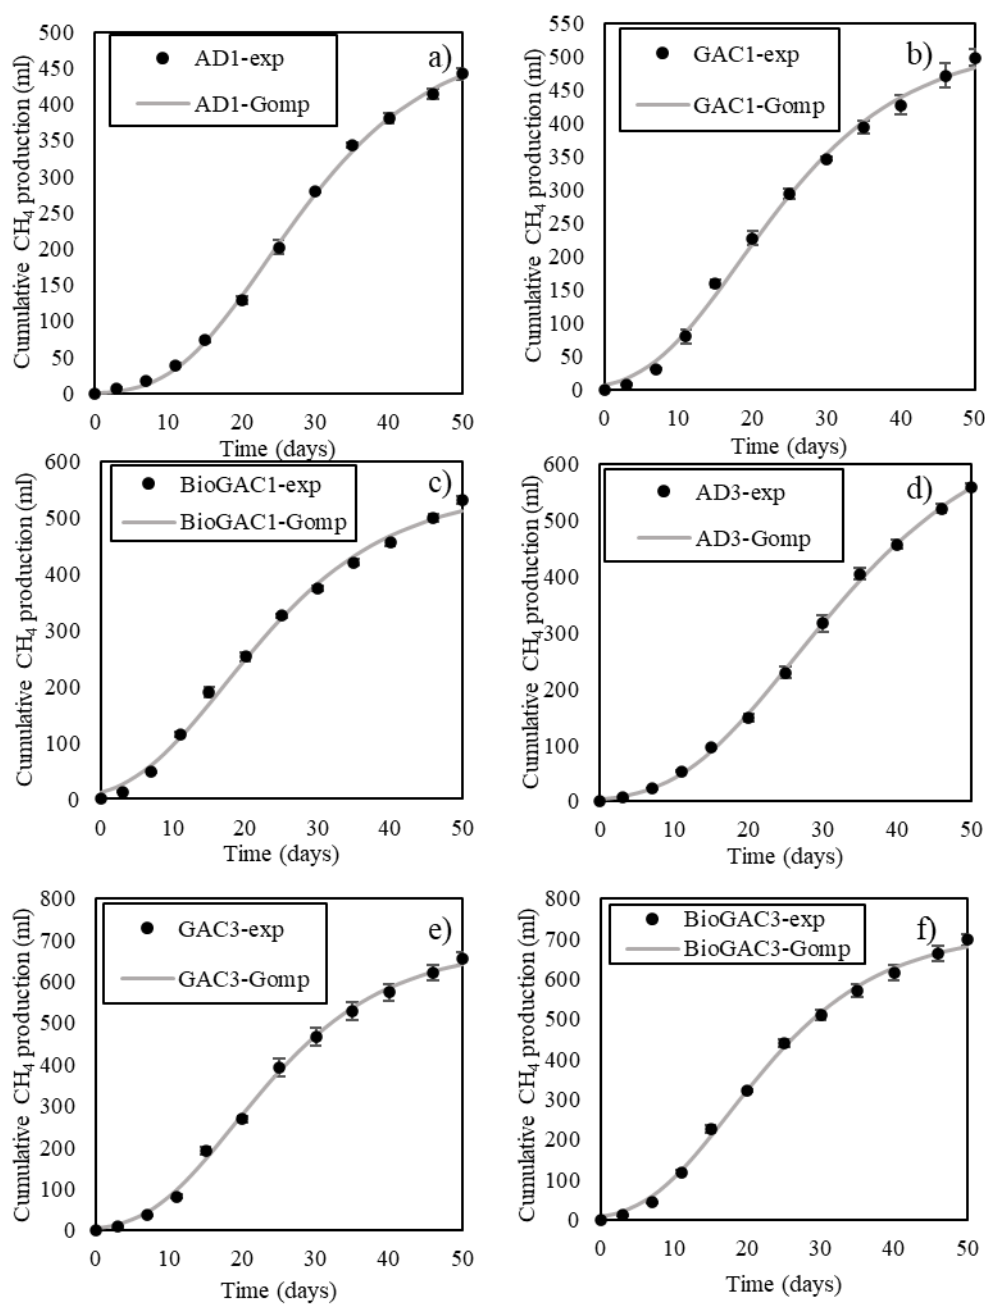 a)
AD1-exp
AD1-Gomp
Cumulative CH₄ production (ml)
500
450
400
350
300
250
200
150
100
50
0
0 10 20 30 40 50
Time (days)
b)
GAC1-exp
GAC1-Gomp
Cumulative CH₄ production (ml)
550
500
450
400
350
300
250
200
150
100
50
0
0 10 20 30 40 50
Time (days)
c)
BioGAC1-exp
BioGAC1-Gomp
Cumulative CH₄ production (ml)
600
500
400
300
200
100
0
0 10 20 30 40 50
Time (days)
d)
AD3-exp
AD3-Gomp
Cumulative CH₄ production (ml)
600
500
400
300
200
100
0
0 10 20 30 40 50
Time (days)
e)
GAC3-exp
GAC3-Gomp
Cumulative CH₄ production (ml)
800
700
600
500
400
300
200
100
0
0 10 20 30 40 50
Time (days)
f)
BioGAC3-exp
BioGAC3-Gomp
Cumulative CH₄ production (ml)
800
700
600
500
400
300
200
100
0
0 10 20 30 40 50
Time (days)